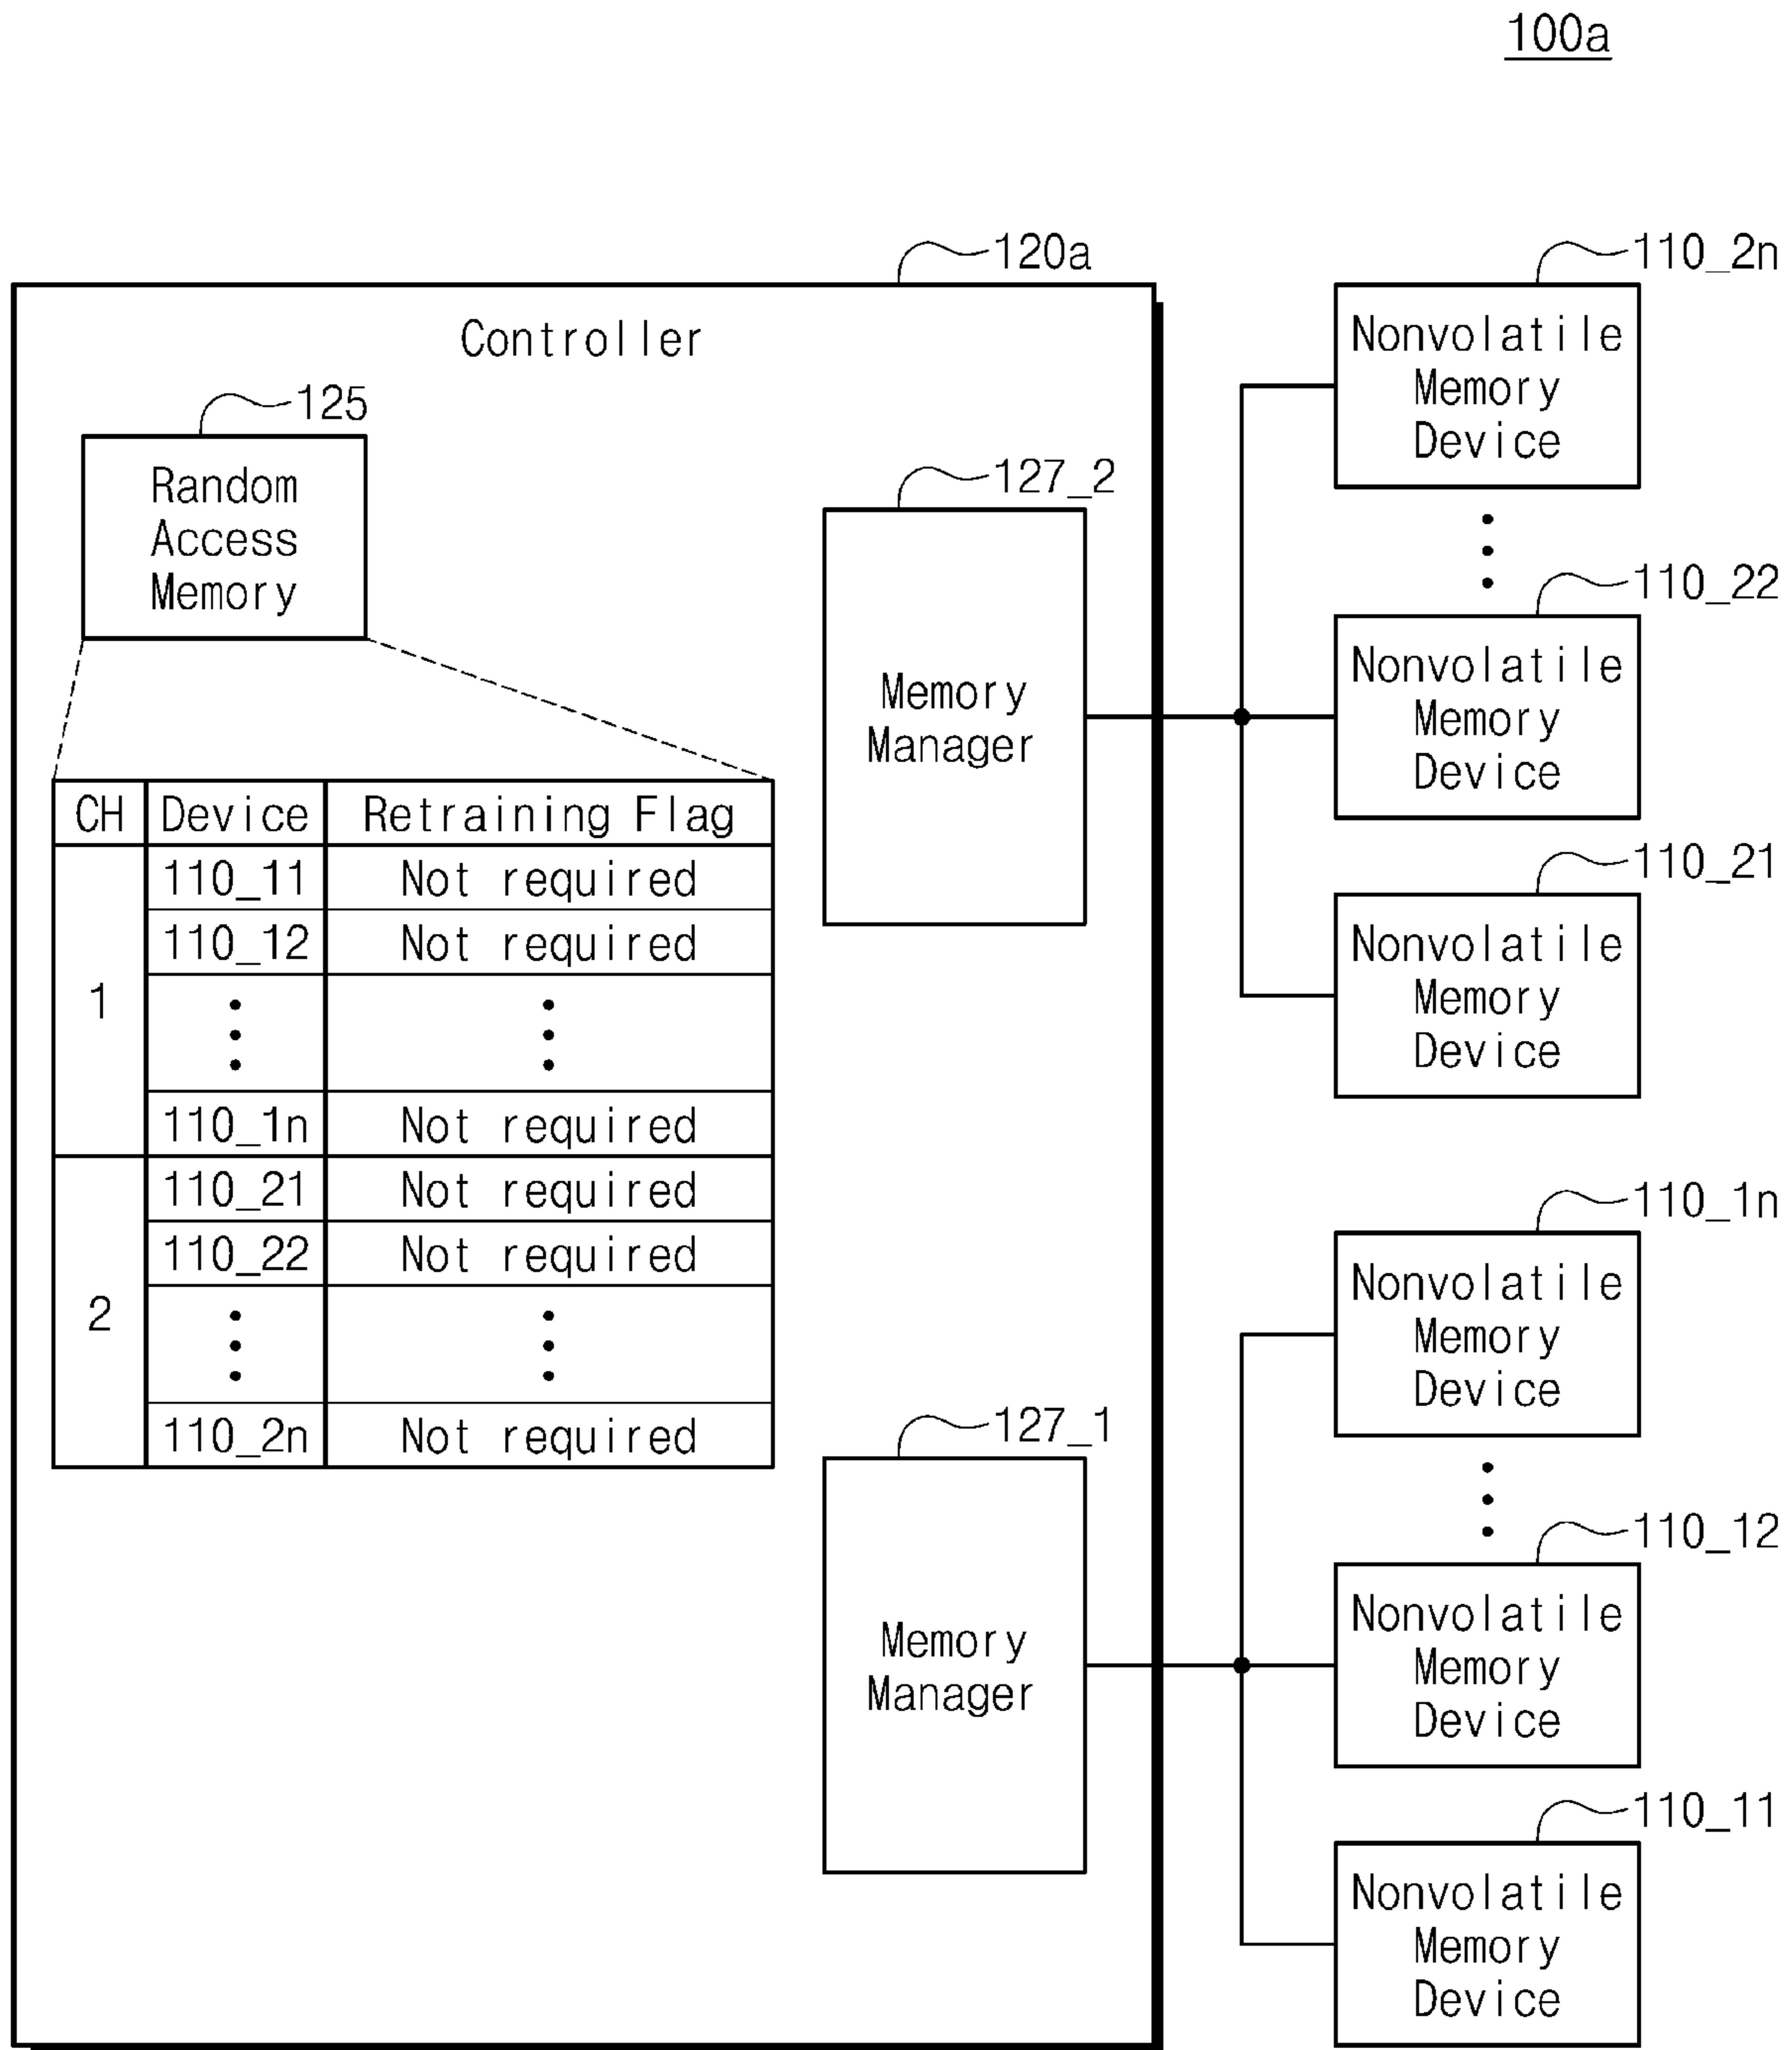 100a
120a
Controller
125
Random
Access
Memory
CH Device Retraining Flag
1
110_11 Not required
110_12 Not required
110_1n Not required
2
110_21 Not required
110_22 Not required
110_2n Not required
127_2
Memory
Manager
127_1
Memory
Manager
110_2n
Nonvolatile
Memory
Device
110_22
Nonvolatile
Memory
Device
110_21
Nonvolatile
Memory
Device
110_1n
Nonvolatile
Memory
Device
110_12
Nonvolatile
Memory
Device
110_11
Nonvolatile
Memory
Device